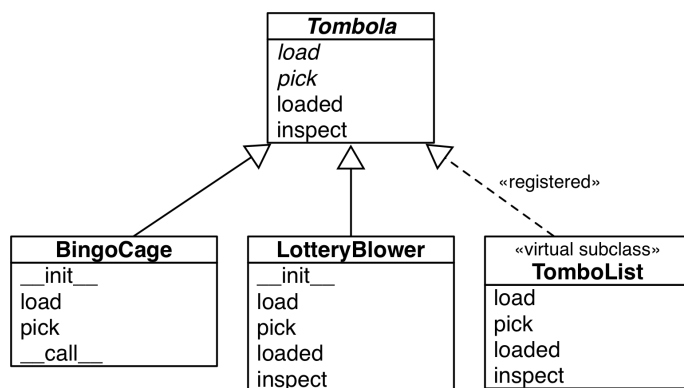 Tombola
load
pick
loaded
inspect
«registered»
BingoCage
__init__
load
pick
__call__
LotteryBlower
__init__
load
pick
loaded
inspect
«virtual subclass»
TomboList
load
pick
loaded
inspect